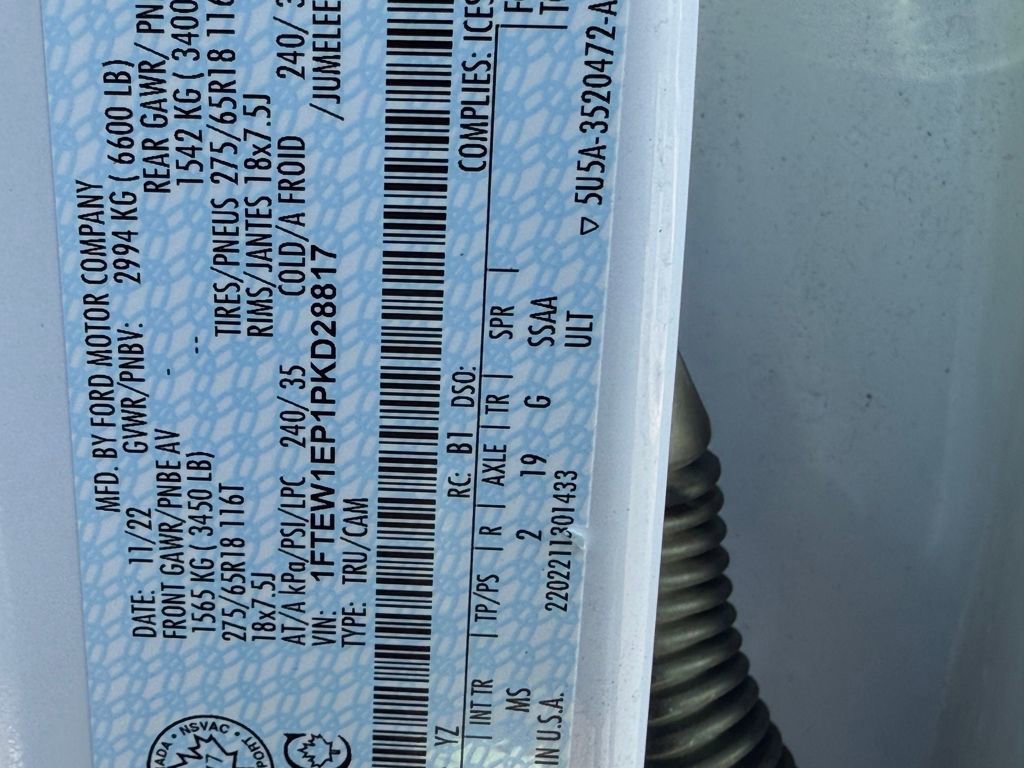 MFD. BY FORD MOTOR COMPANY
DATE: 11/22 GVWR/PNBV: 2994 KG ( 6600 LB)
FRONT GAWR/PNBE AV - -- REAR GAWR/ PN
1565 KG ( 3450 LB) 1542 KG ( 3400
275/65R18 116T TIRES/PNEUS 275/65R18 116
18x7.5J RIMS/JANTES 18x7.5J
AT/A kPa/PSI/LPC 240/ 35 COLD/A FROID 240/ 3
VIN: 1FTEW1EP1PKD28817 /JUMELEE
TYPE: TRU/CAM
RC: B1 DSO: COMPLIES: ICES
YZ
INT TR | TP/PS | R | AXLE | TR | SPR |
MS 2 19 G SSAA
IN U.S.A. ULT
2202211301433 ▽ 5U5A-3520472-A
NSVAC